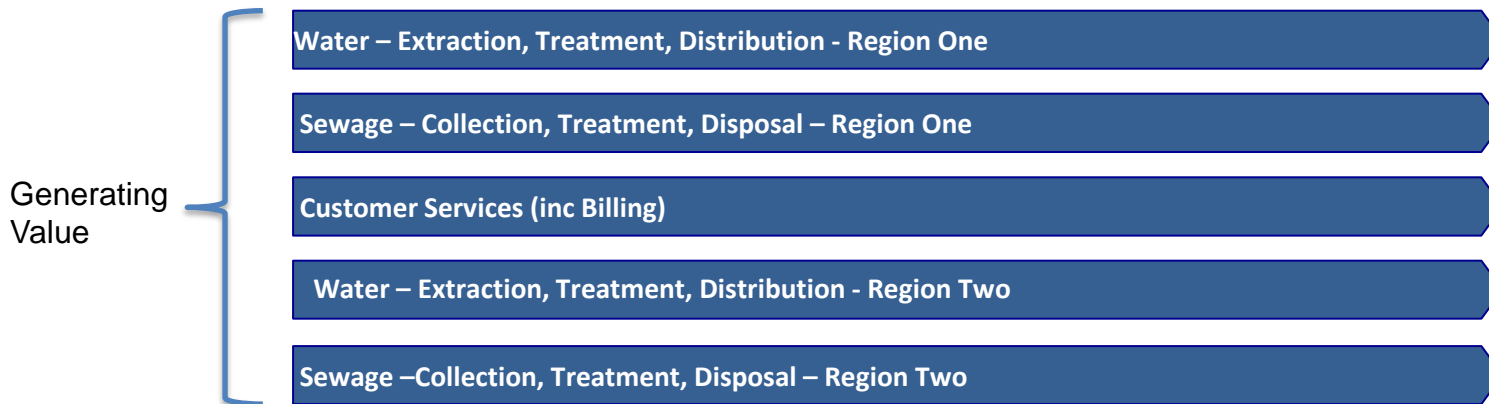 Water – Extraction, Treatment, Distribution - Region One
Sewage – Collection, Treatment, Disposal – Region One
Generating
Value
Customer Services (inc Billing)
Water – Extraction, Treatment, Distribution - Region Two
Sewage –Collection, Treatment, Disposal – Region Two